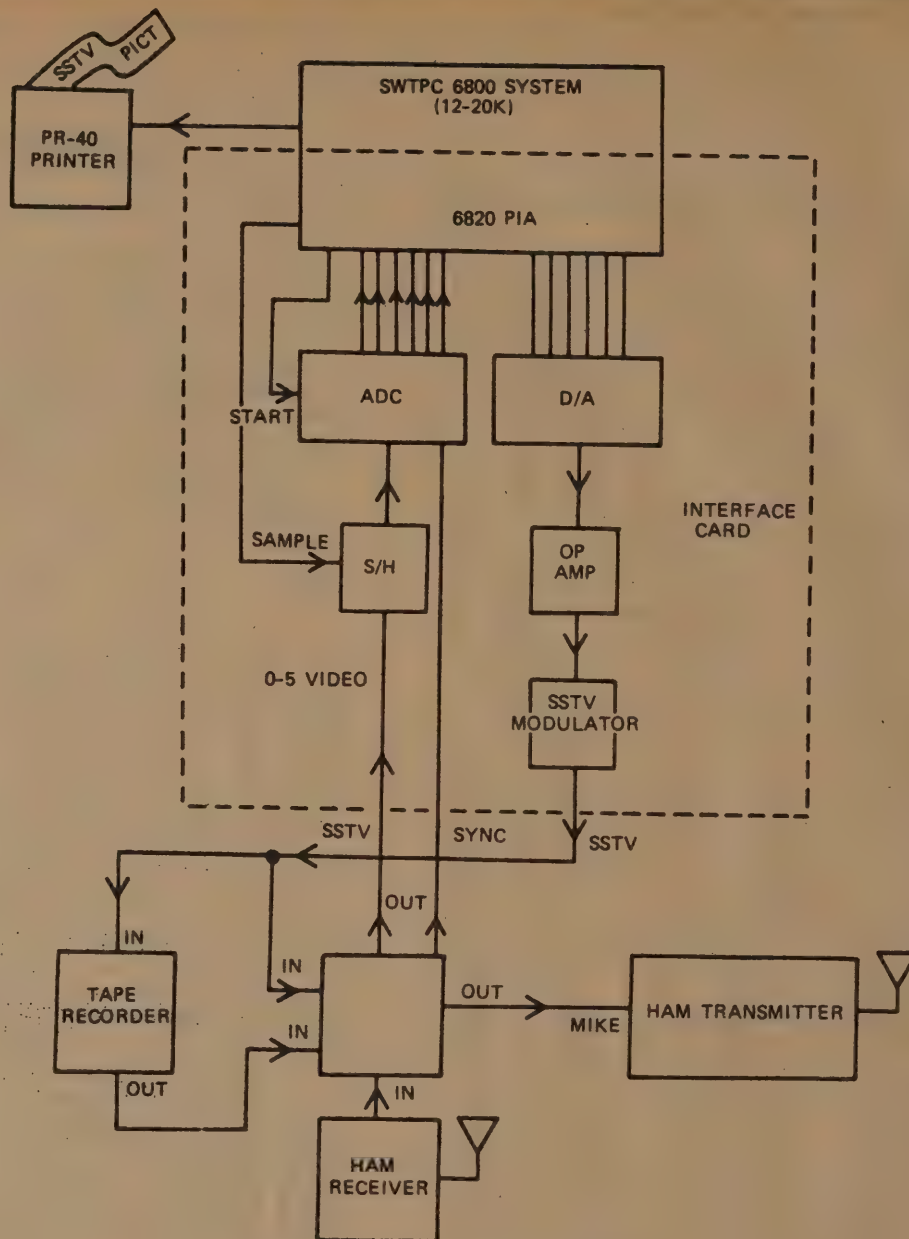 SSTV PICT
PR-40
PRINTER
SWTPC 6800 SYSTEM
(12-20K)
6820 PIA
START
ADC
D/A
INTERFACE
CARD
SAMPLE
S/H
OP
AMP
0-5 VIDEO
SSTV
MODULATOR
SSTV
SYNC
SSTV
OUT
IN
TAPE
RECORDER
OUT
IN
IN
OUT
MIKE
HAM TRANSMITTER
IN
HAM
RECEIVER